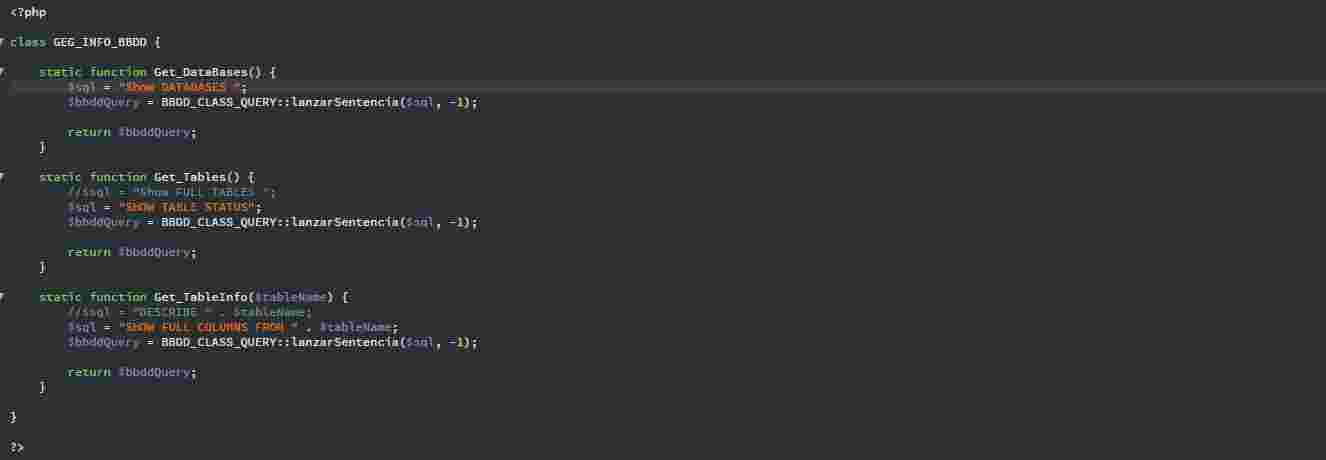 <?php
class GEG_INFO_BBDD {
static function Get_DataBases() {
$sql = "Show DATABASES ";
$bbddQuery = BBDD_CLASS_QUERY::lanzarSentencia($sql, -1);
return $bbddQuery;
}
static function Get_Tables() {
//$sql = "Show FULL TABLES ";
$sql = "SHOW TABLE STATUS";
$bbddQuery = BBDD_CLASS_QUERY::lanzarSentencia($sql, -1);
return $bbddQuery;
}
static function Get_TableInfo($tableName) {
//$sql = "DESCRIBE " . $tableName;
$sql = "SHOW FULL COLUMNS FROM " . $tableName;
$bbddQuery = BBDD_CLASS_QUERY::lanzarSentencia($sql, -1);
return $bbddQuery;
}
}
?>